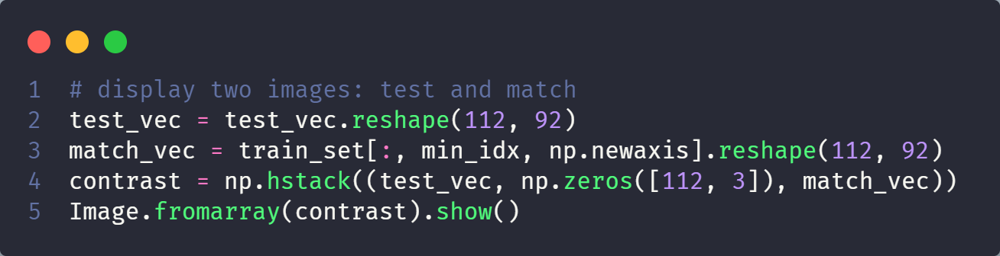 1 # display two images: test and match
2 test_vec = test_vec.reshape(112, 92)
3 match_vec = train_set[:, min_idx, np.newaxis].reshape(112, 92)
4 contrast = np.hstack((test_vec, np.zeros([112, 3]), match_vec))
5 Image.fromarray(contrast).show()